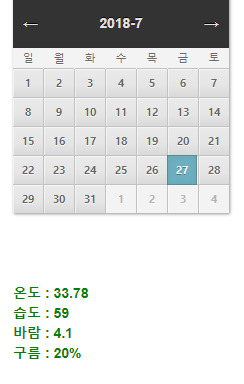 ← 2018-7 →
일 월 화 수 목 금 토
1 2 3 4 5 6 7
8 9 10 11 12 13 14
15 16 17 18 19 20 21
22 23 24 25 26 27 28
29 30 31 1 2 3 4
온도 : 33.78
습도 : 59
바람 : 4.1
구름 : 20%